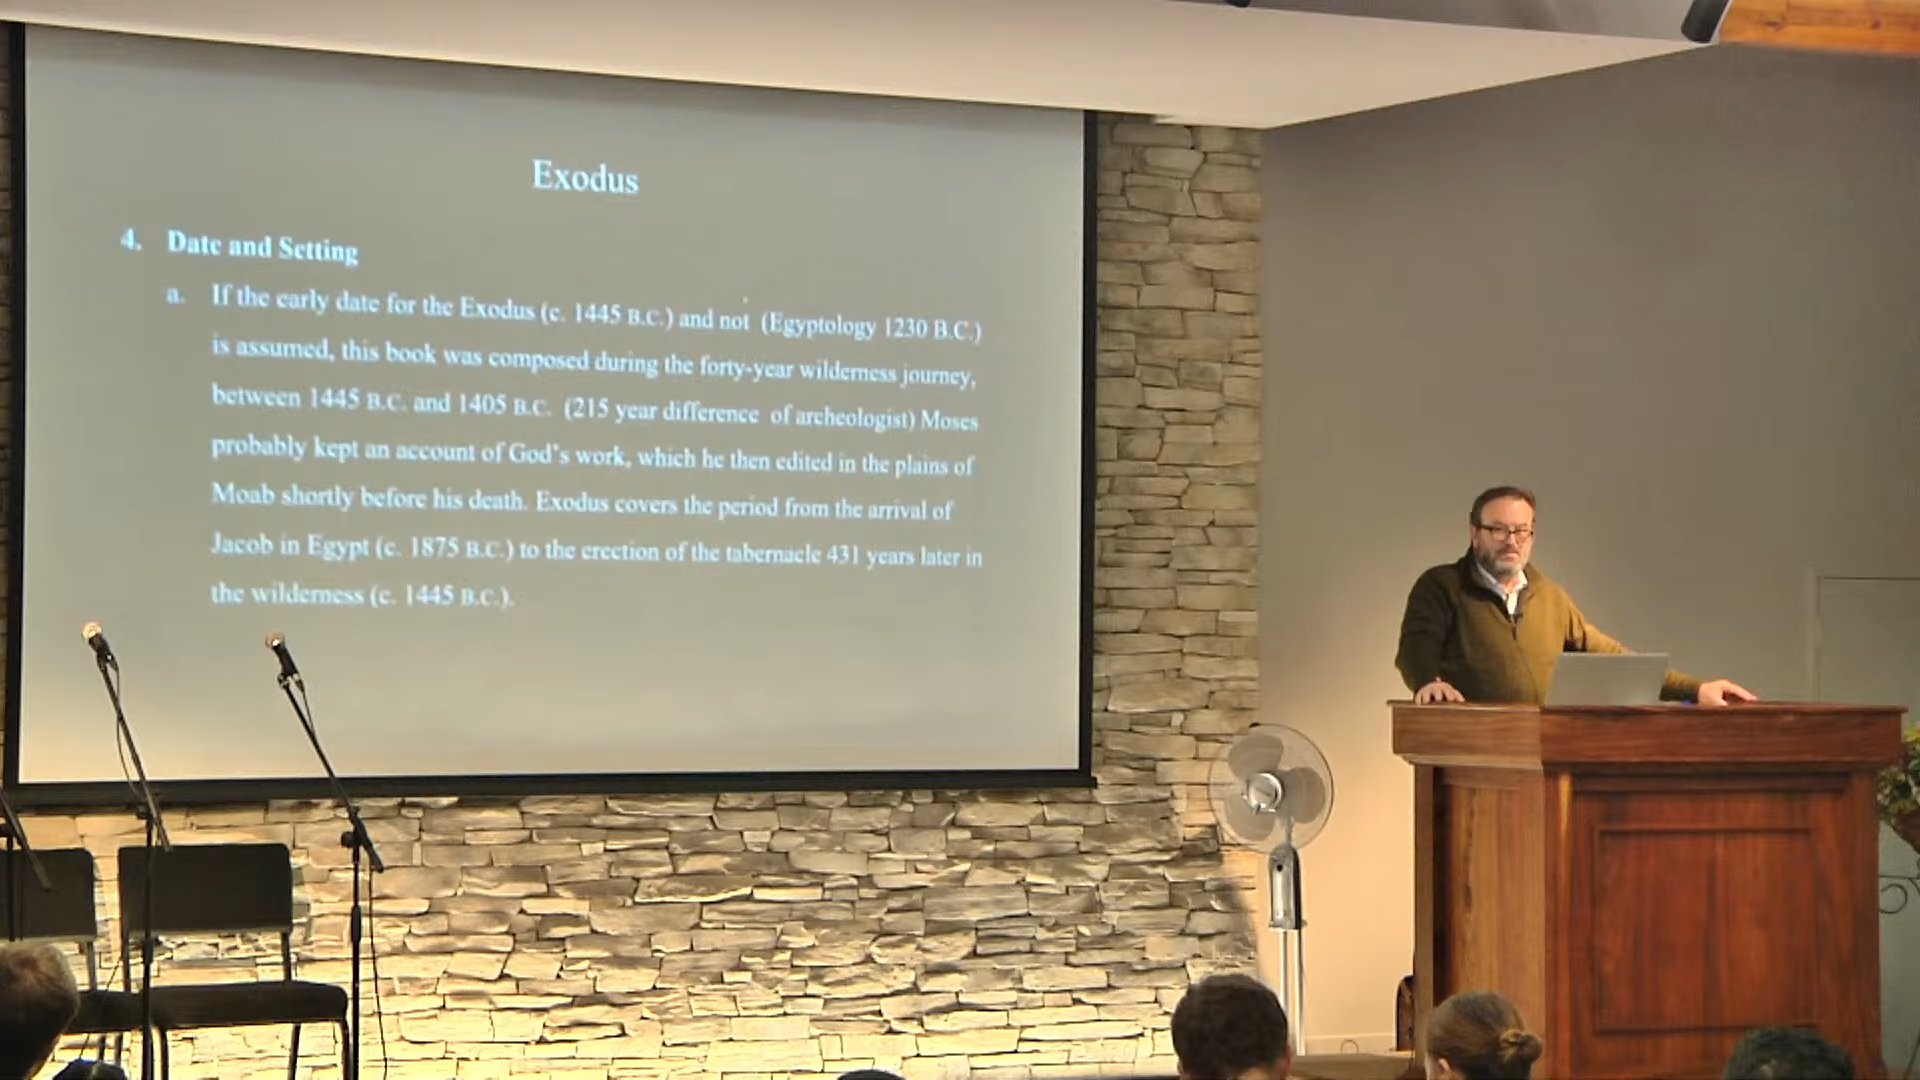 Exodus
4. Date and Setting
a. If the early date for the Exodus (c. 1445 B.C.) and not (Egyptology 1230 B.C.)
is assumed, this book was composed during the forty-year wilderness journey,
between 1445 B.C. and 1405 B.C. (215 year difference of archeologist) Moses
probably kept an account of God's work, which he then edited in the plains of
Moab shortly before his death. Exodus covers the period from the arrival of
Jacob in Egypt (c. 1875 B.C.) to the erection of the tabernacle 431 years later in
the wilderness (c. 1445 B.C.).